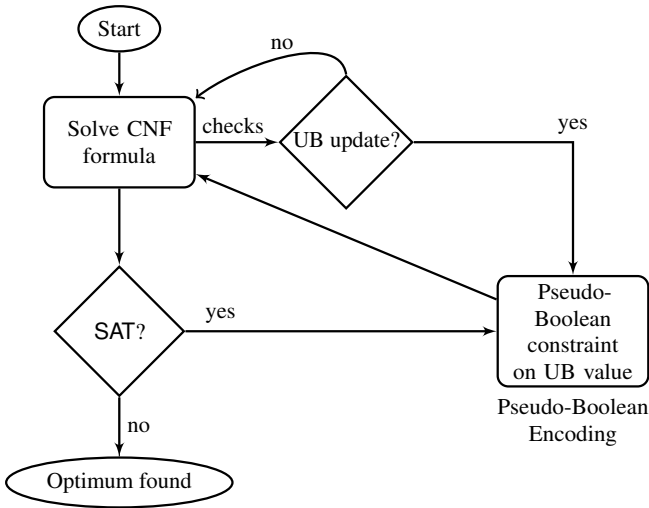 Start
no
Solve CNF
formula
checks
UB update?
yes
SAT?
yes
Pseudo-
Boolean
constraint
on UB value
Pseudo-Boolean
Encoding
no
Optimum found